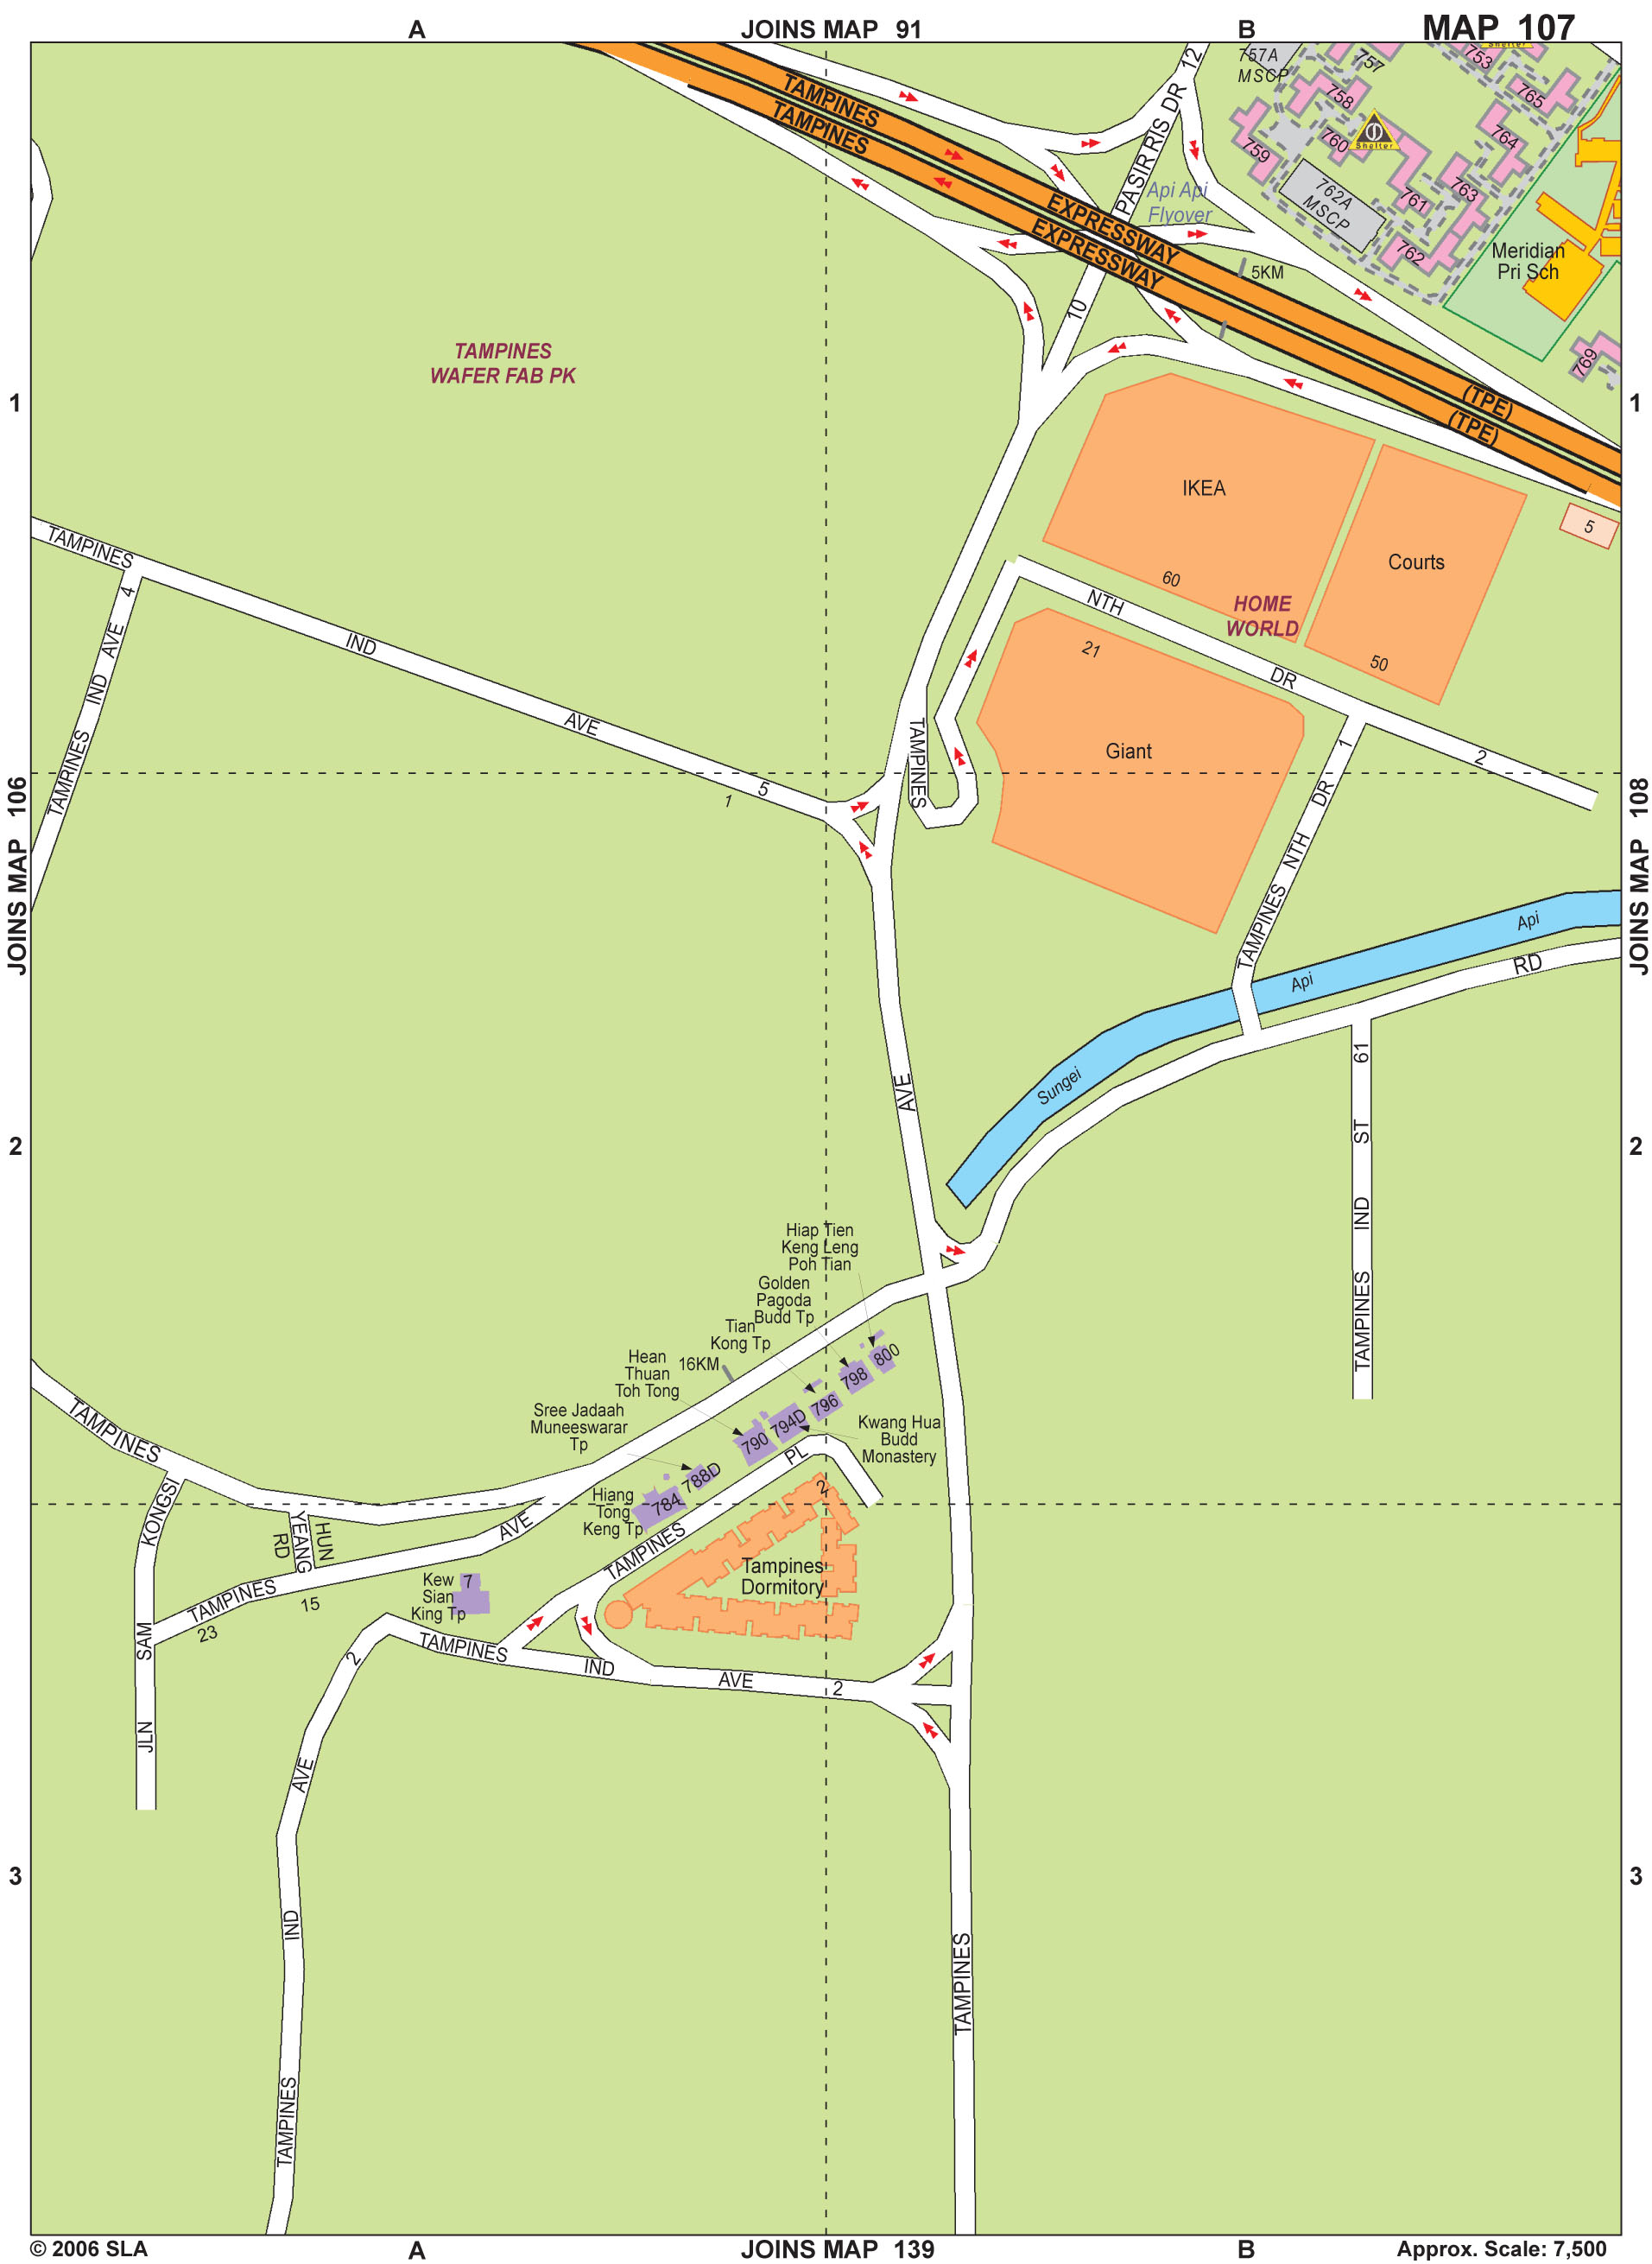 A
JOINS MAP 91
B
MAP 107
12
757A
MSCP
757
753
Shelter
758
765
TAMPINES
TAMPINES
PASIR RIS DR
759
760
Shelter
764
Api Api
Flyover
762A
MSCP
761
763
762
EXPRESSWAY
EXPRESSWAY
5KM
Meridian
Pri Sch
10
TAMPINES
WAFER FAB PK
769
1
1
(TPE)
(TPE)
IKEA
5
TAMPINES
Courts
4
60
NTH
HOME
WORLD
IND
AVE
21
50
DR
IND
AVE
TAMPINES
Giant
1
2
TAMPINES
5
1
DR
JOINS MAP 106
JOINS MAP 108
NTH
TAMPINES
Api
RD
Api
61
Sungei
AVE
ST
2
2
IND
Hiap Tien
Keng Leng
Poh Tian
Golden
Pagoda
Budd Tp
TAMPINES
Tian
Kong Tp
Hean
Thuan
Toh Tong
16KM
800
798
796
Sree Jadaah
Muneeswarar
Tp
794D
790
Kwang Hua
Budd
Monastery
TAMPINES
PL
788D
2
KONGSI
Hiang
Tong
Keng Tp
784
AVE
HUN
YEANG
RD
TAMPINES
Tampines
Dormitory
Kew
Sian
King Tp
7
TAMPINES
15
23
SAM
TAMPINES
IND
AVE
2
2
JLN
AVE
3
3
IND
TAMPINES
TAMPINES
© 2006 SLA
A
JOINS MAP 139
B
Approx. Scale: 7,500